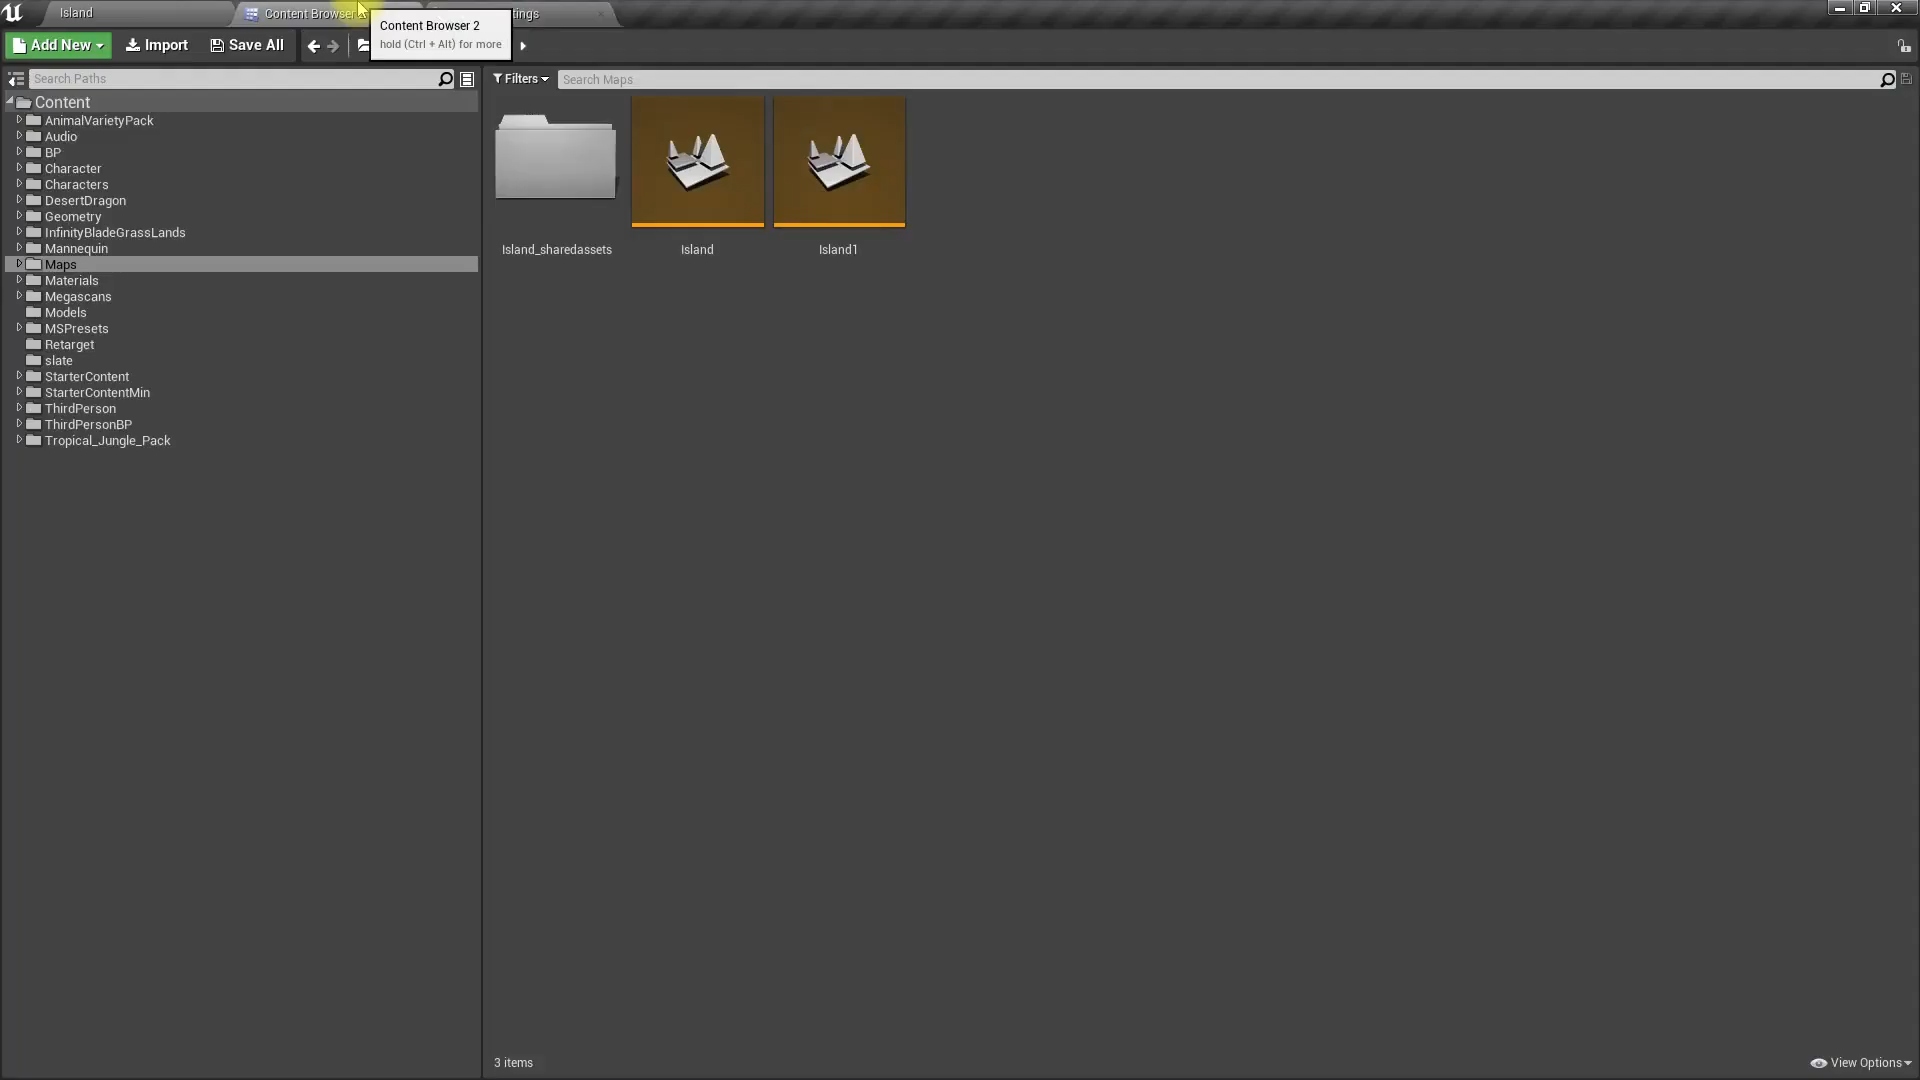 Island
Content Browser
tings
Content Browser 2
hold (Ctrl + Alt) for more
Add New
Import
Save All
Search Paths
Filters
Search Maps
Content
AnimalVarietyPack
Audio
BP
Character
Characters
DesertDragon
Geometry
InfinityBladeGrassLands
Mannequin
Maps
Materials
Megascans
Models
MSPresets
Retarget
slate
StarterContent
StarterContentMin
ThirdPerson
ThirdPersonBP
Tropical_Jungle_Pack
Island_sharedassets
Island
Island1
3 items
View Options